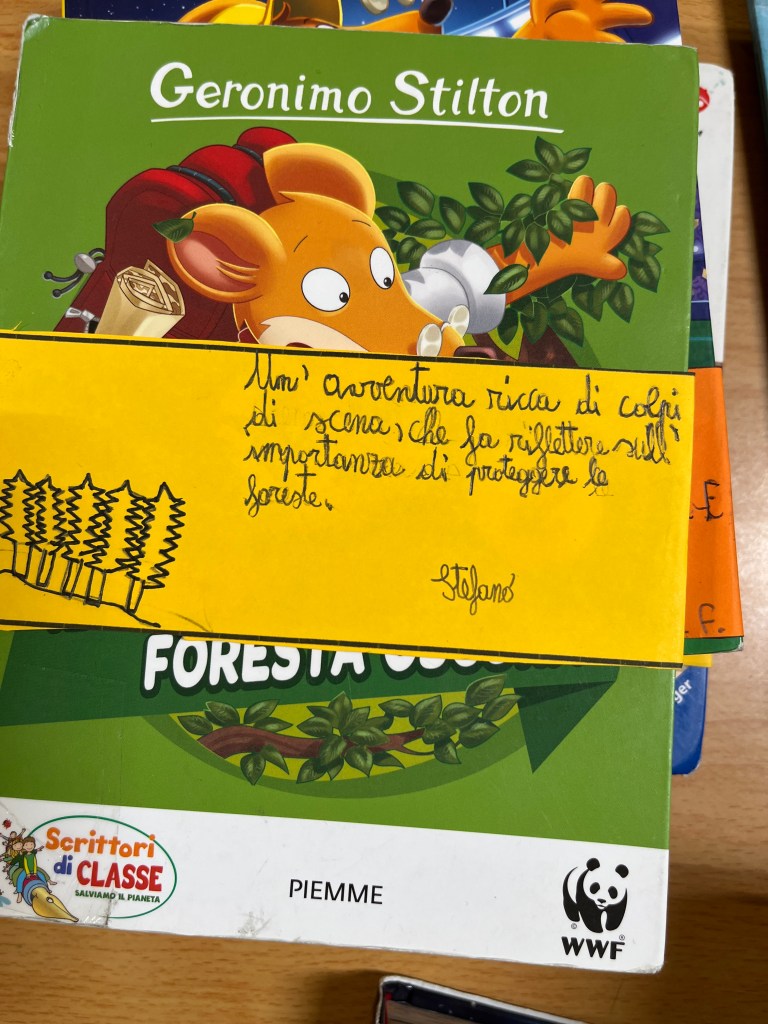 Geronimo Stilton
Un' avventura ricca di colpi
di scena, che fa riflettere sull'
importanza di proteggere le
foreste.
Stefano
F.
FORESTA
ger
Scrittori
di CLASSE
SALVIAMO IL PIANETA
PIEMME
WWF